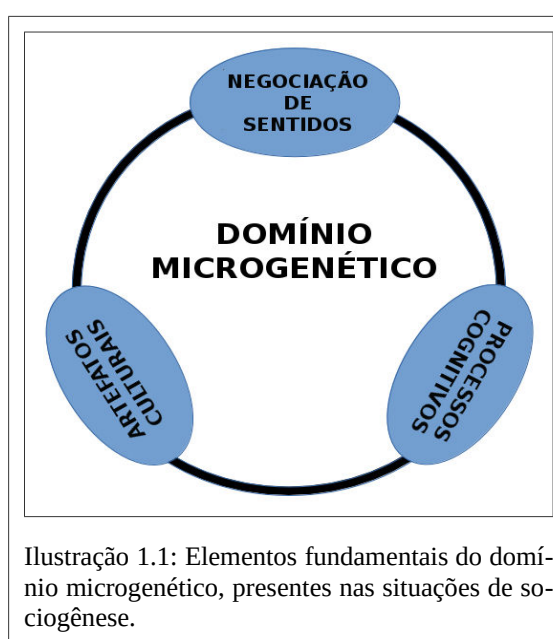 NEGOCIAÇÃO
DE
SENTIDOS
DOMÍNIO
MICROGENÉTICO
ARTEFATOS
CULTURAIS
PROCESSOS
COGNITIVOS
Ilustração 1.1: Elementos fundamentais do domí-
nio microgenético, presentes nas situações de so-
ciogênese.